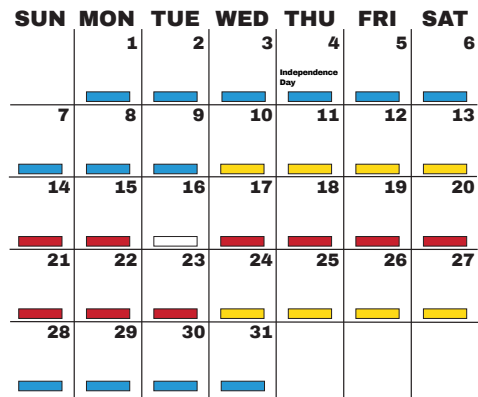 SUN MON TUE WED THU FRI SAT
1 2 3 4 5 6
Independence
Day
7 8 9 10 11 12 13
14 15 16 17 18 19 20
21 22 23 24 25 26 27
28 29 30 31